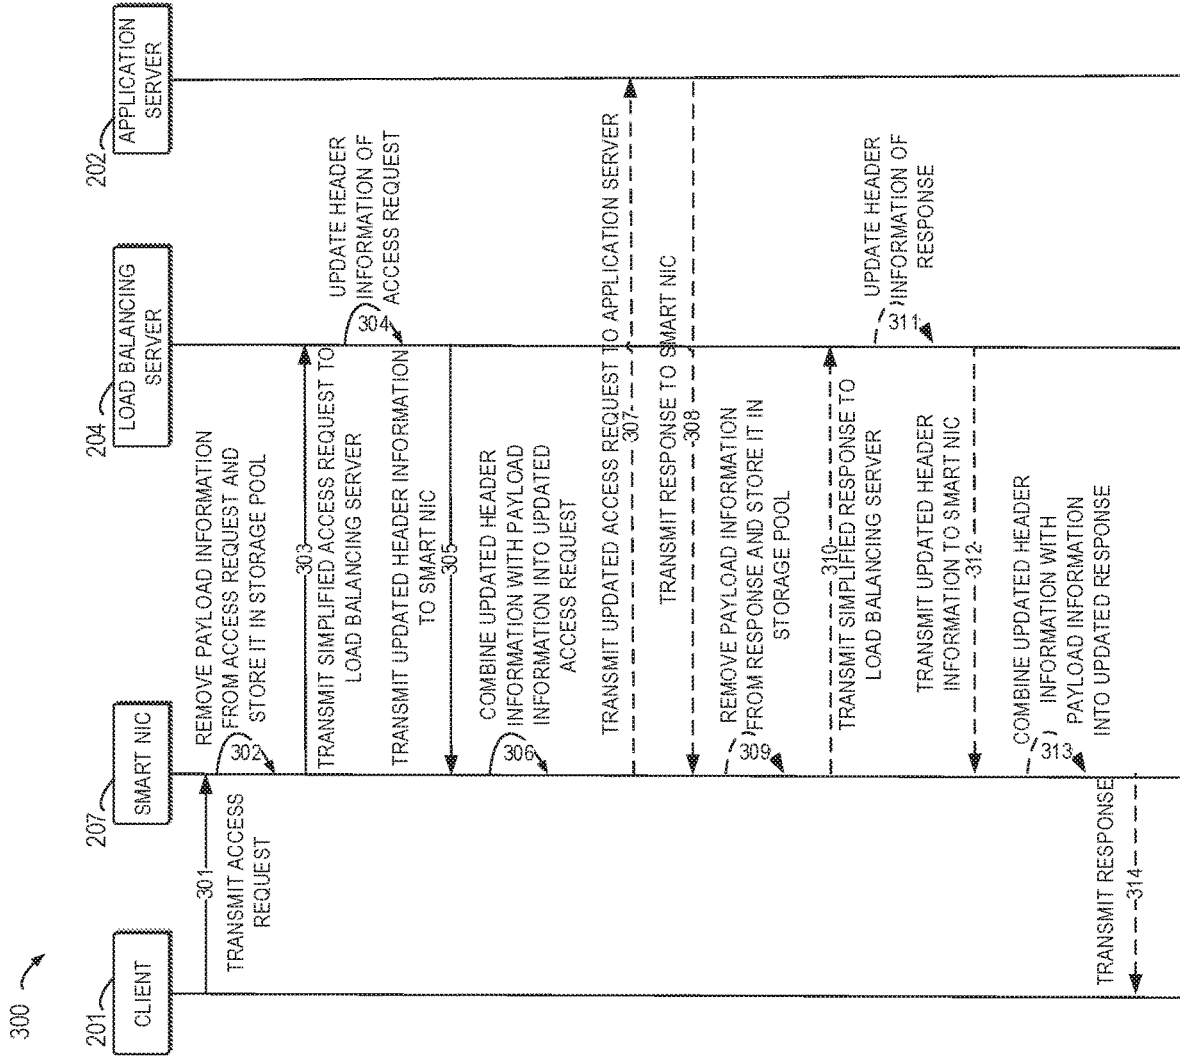 300
201
CLIENT
207
SMART NIC
204
LOAD BALANCING
SERVER
202
APPLICATION
SERVER
301
TRANSMIT ACCESS
REQUEST
REMOVE PAYLOAD INFORMATION
FROM ACCESS REQUEST AND
STORE IT IN STORAGE POOL
302
303
TRANSMIT SIMPLIFIED ACCESS REQUEST TO
LOAD BALANCING SERVER
UPDATE HEADER
INFORMATION OF
ACCESS REQUEST
304
TRANSMIT UPDATED HEADER INFORMATION
TO SMART NIC
305
COMBINE UPDATED HEADER
INFORMATION WITH PAYLOAD
INFORMATION INTO UPDATED
ACCESS REQUEST
306
TRANSMIT UPDATED ACCESS REQUEST TO APPLICATION SERVER
307
TRANSMIT RESPONSE TO SMART NIC
308
REMOVE PAYLOAD INFORMATION
FROM RESPONSE AND STORE IT IN
STORAGE POOL
309
310
TRANSMIT SIMPLIFIED RESPONSE TO
LOAD BALANCING SERVER
UPDATE HEADER
INFORMATION OF
RESPONSE
311
TRANSMIT UPDATED HEADER
INFORMATION TO SMART NIC
312
COMBINE UPDATED HEADER
INFORMATION WITH
PAYLOAD INFORMATION
INTO UPDATED RESPONSE
313
TRANSMIT RESPONSE
314